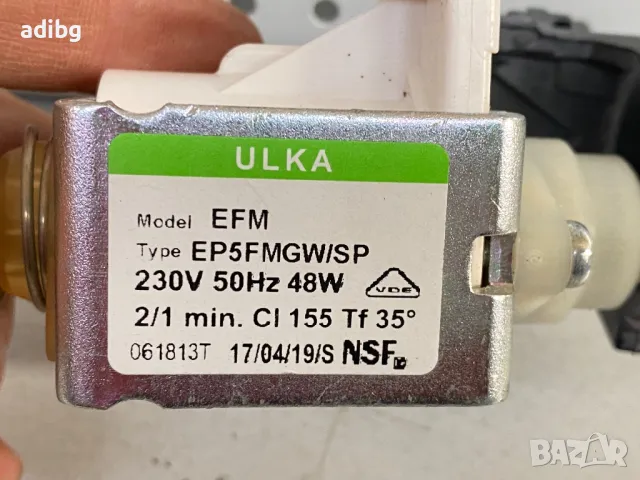 adibg
ULKA
Model EFM
Type EP5FMGW/SP
230V 50Hz 48W VDE
2/1 min. Cl 155 Tf 35°
061813T 17/04/19/S NSF
BAZAR